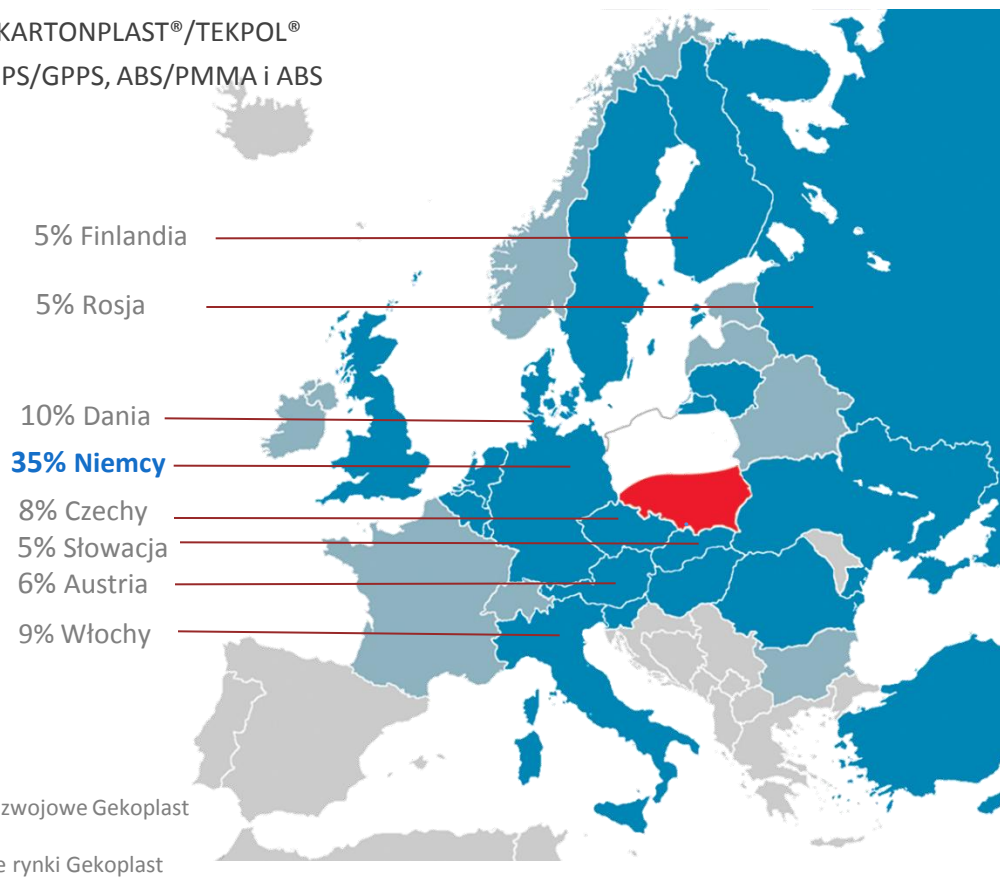 KARTONPLAST®/TEKPOL®
PS/GPPS, ABS/PMMA i ABS
5% Finlandia
5% Rosja
10% Dania
35% Niemcy
8% Czechy
5% Słowacja
6% Austria
9% Włochy
zwojowe Gekoplast
e rynki Gekoplast